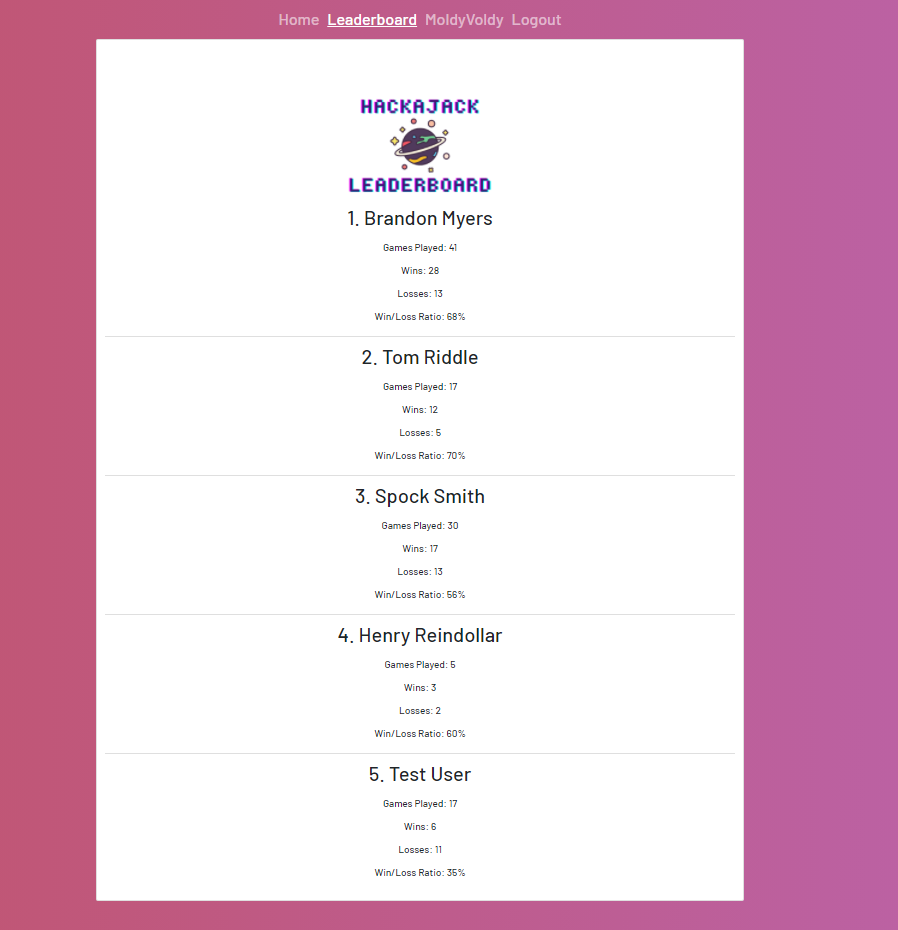 Home Leaderboard MoldyVoldy Logout
HACKAJACK
LEADERBOARD
1. Brandon Myers
Games Played: 41
Wins: 28
Losses: 13
Win/Loss Ratio: 68%
2. Tom Riddle
Games Played: 17
Wins: 12
Losses: 5
Win/Loss Ratio: 70%
3. Spock Smith
Games Played: 30
Wins: 17
Losses: 13
Win/Loss Ratio: 56%
4. Henry Reindollar
Games Played: 5
Wins: 3
Losses: 2
Win/Loss Ratio: 60%
5. Test User
Games Played: 17
Wins: 6
Losses: 11
Win/Loss Ratio: 35%